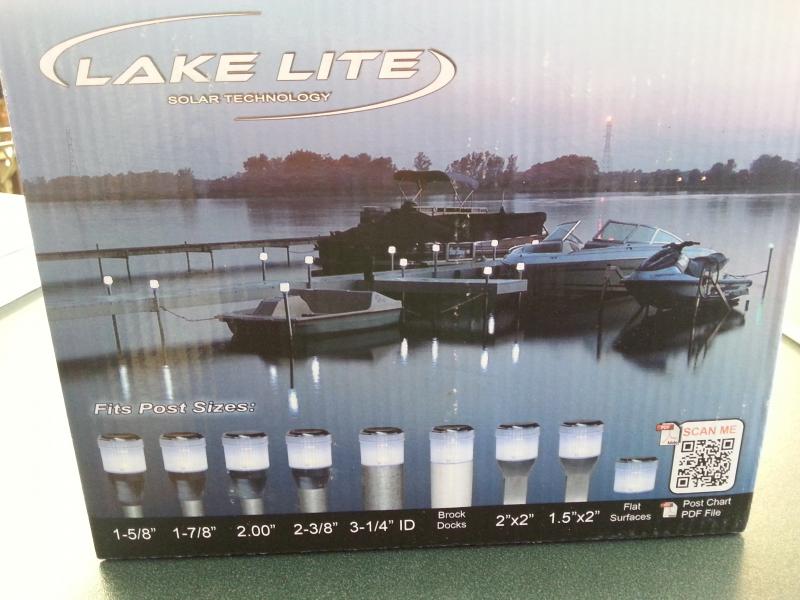 LAKE LITE
SOLAR TECHNOLOGY
Fits Post Sizes:
SCAN ME
1-5/8" 1-7/8" 2.00" 2-3/8" 3-1/4" ID Brock Docks 2"x2" 1.5"x2" Flat Surfaces
Post Chart
PDF File